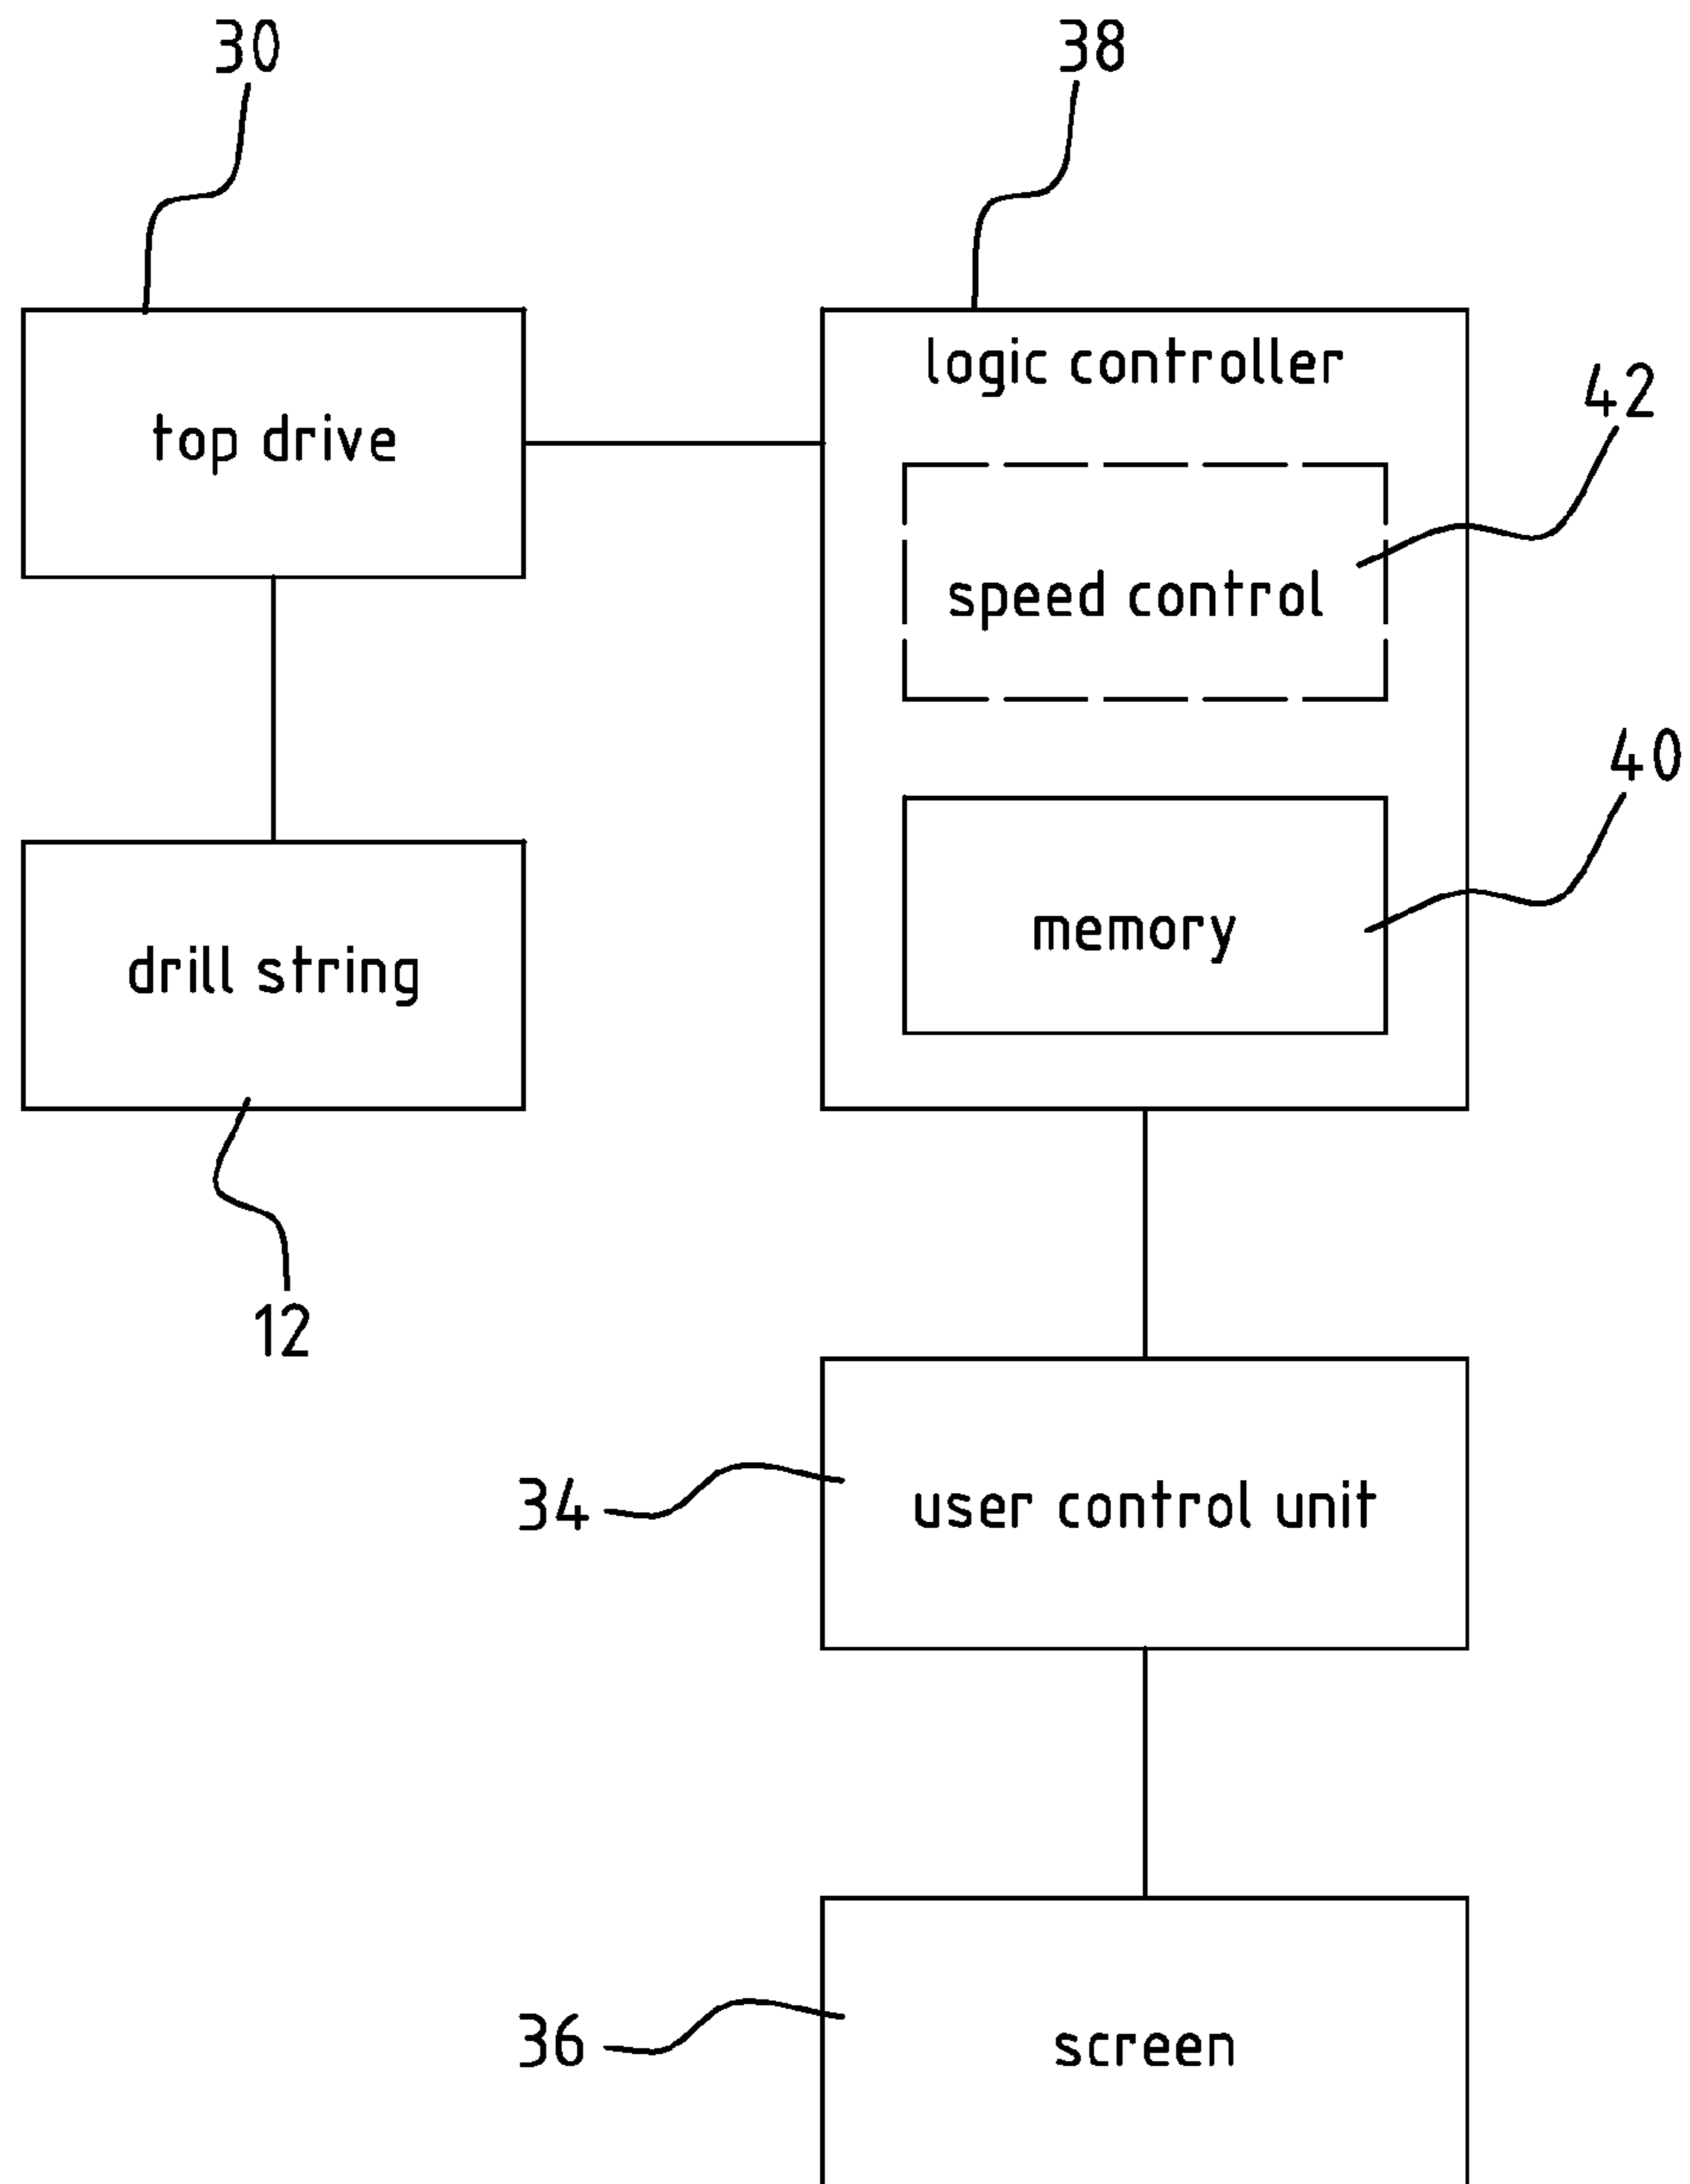 30
38
logic controller
42
top drive
speed control
40
memory
drill string
12
34
user control unit
36
screen